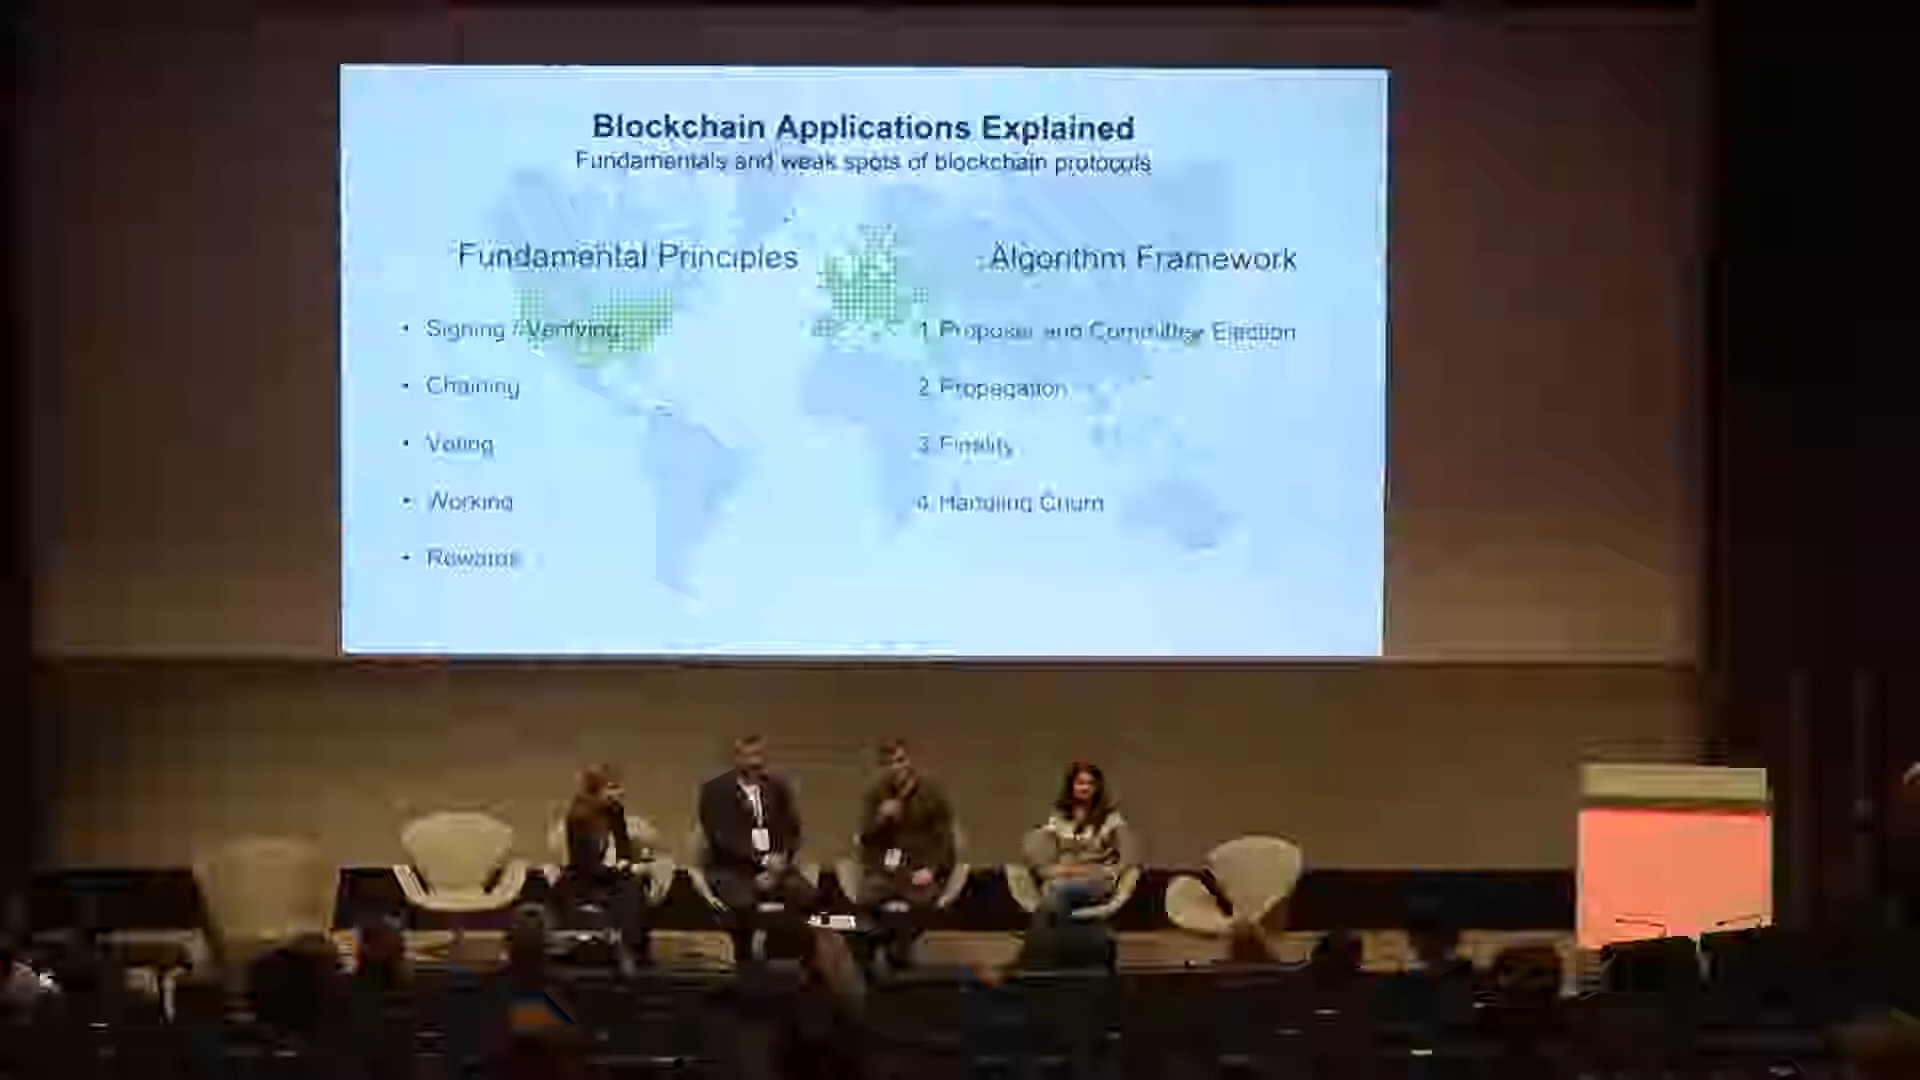 Blockchain Applications Explained
Fundamentals and weak spots of blockchain protocols
Fundamental Principles
• Signing / Verifying
• Chaining
• Voting
• Working
• Rewards
Algorithm Framework
1. Proposer and Committee Election
2. Propagation
3. Finality
4. Handling Churn